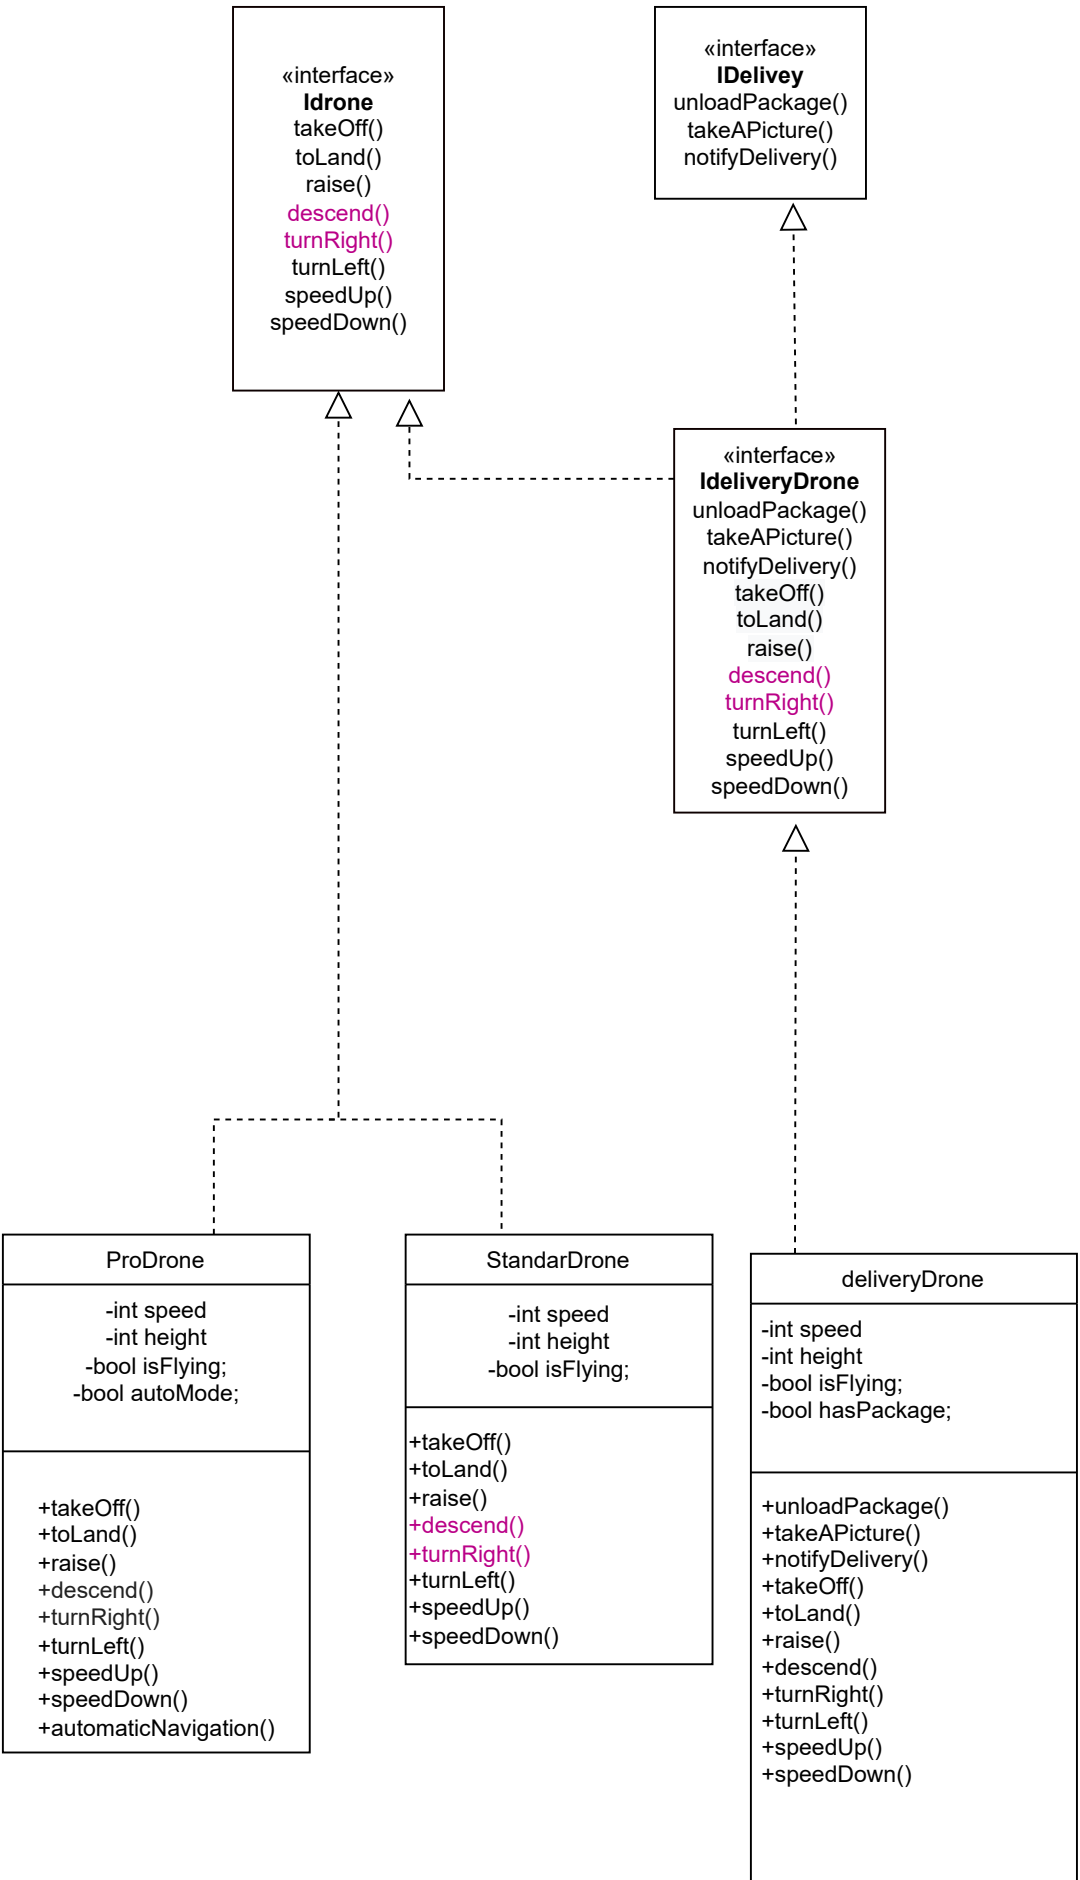 «interface»
Idrone
takeOff()
toLand()
raise()
descend()
turnRight()
turnLeft()
speedUp()
speedDown()
«interface»
IDelivey
unloadPackage()
takeAPicture()
notifyDelivery()
«interface»
IdeliveryDrone
unloadPackage()
takeAPicture()
notifyDelivery()
takeOff()
toLand()
raise()
descend()
turnRight()
turnLeft()
speedUp()
speedDown()
ProDrone
-int speed
-int height
-bool isFlying;
-bool autoMode;
+takeOff()
+toLand()
+raise()
+descend()
+turnRight()
+turnLeft()
+speedUp()
+speedDown()
+automaticNavigation()
StandarDrone
-int speed
-int height
-bool isFlying;
+takeOff()
+toLand()
+raise()
+descend()
+turnRight()
+turnLeft()
+speedUp()
+speedDown()
deliveryDrone
-int speed
-int height
-bool isFlying;
-bool hasPackage;
+unloadPackage()
+takeAPicture()
+notifyDelivery()
+takeOff()
+toLand()
+raise()
+descend()
+turnRight()
+turnLeft()
+speedUp()
+speedDown()